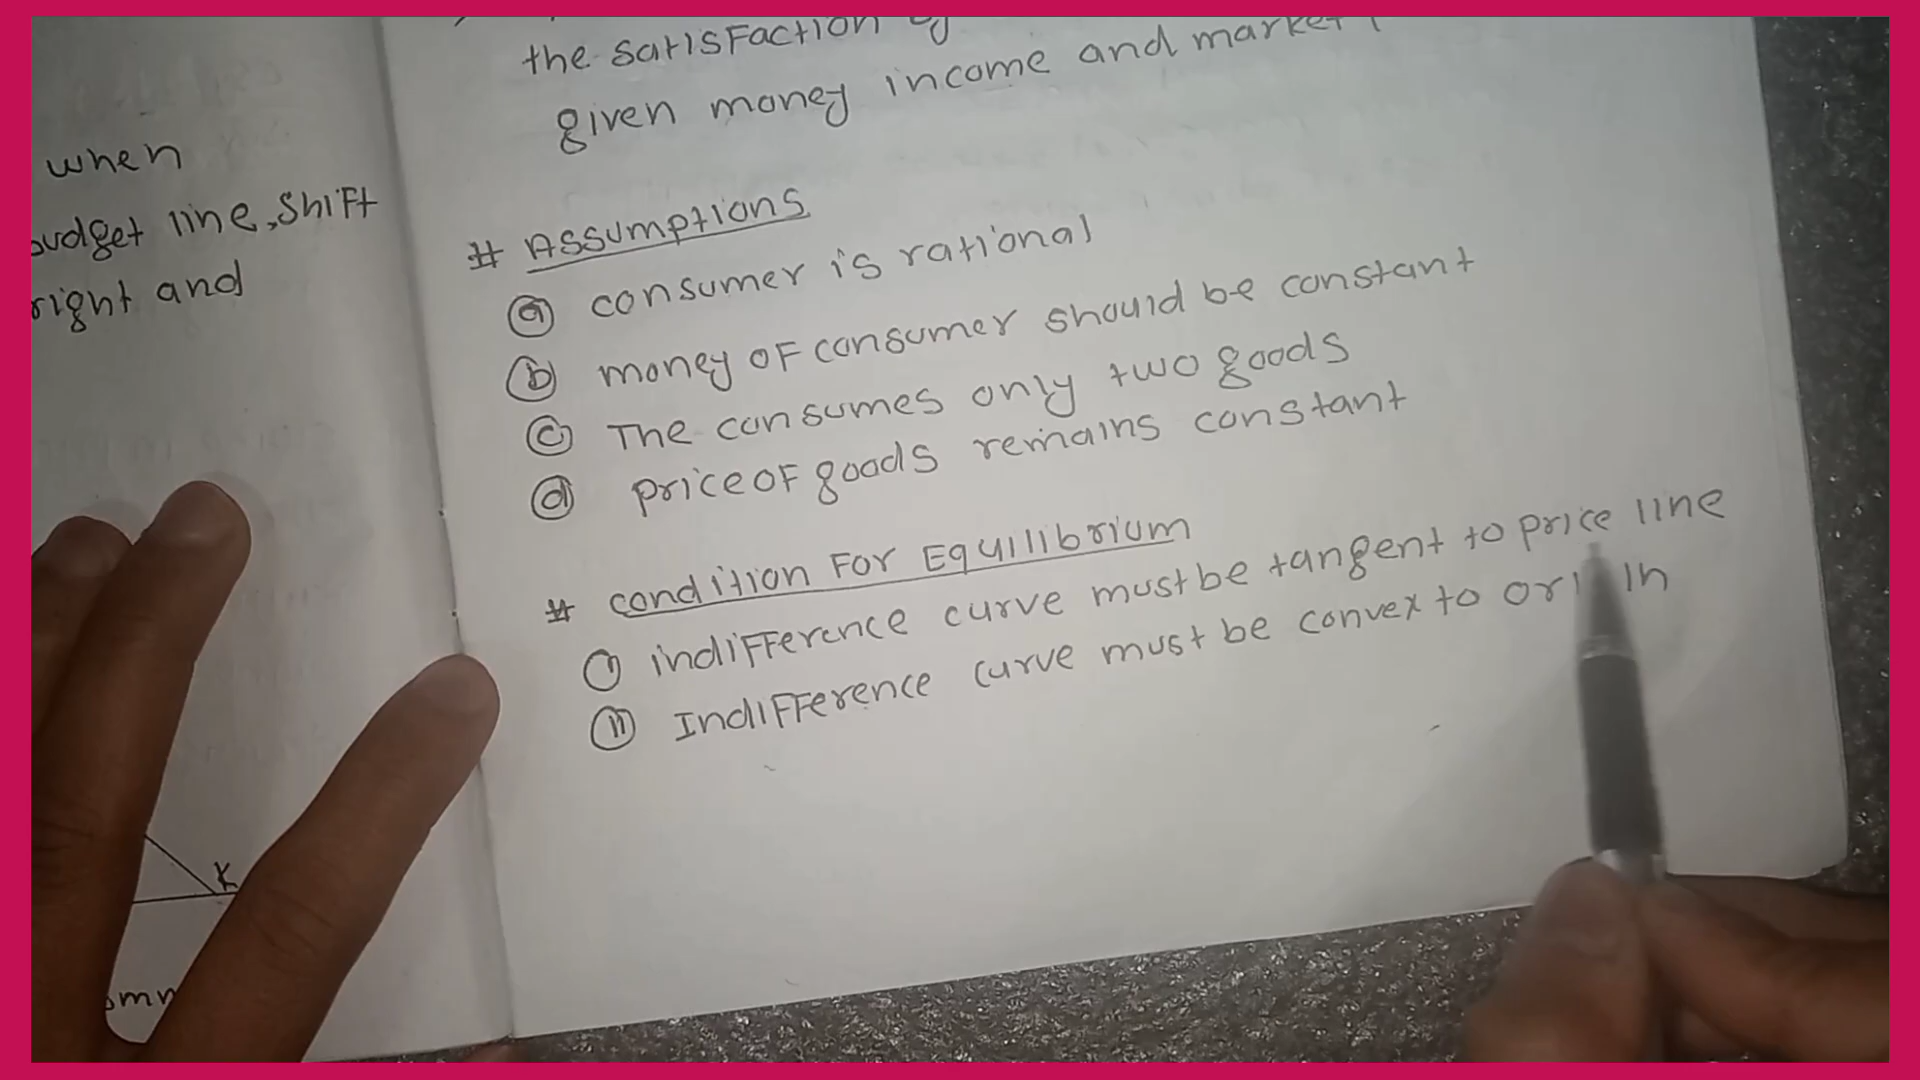 when
budget line, shift
right and
K
the satisfaction
given money income and market
# Assumptions
(a) consumer is rational
(b) money of consumer should be constant
(c) The consumes only two goods
(d) price of goods remains constant
# condition For Equilibrium
(i) indifference curve must be tangent to price line
(ii) Indifference curve must be convex to